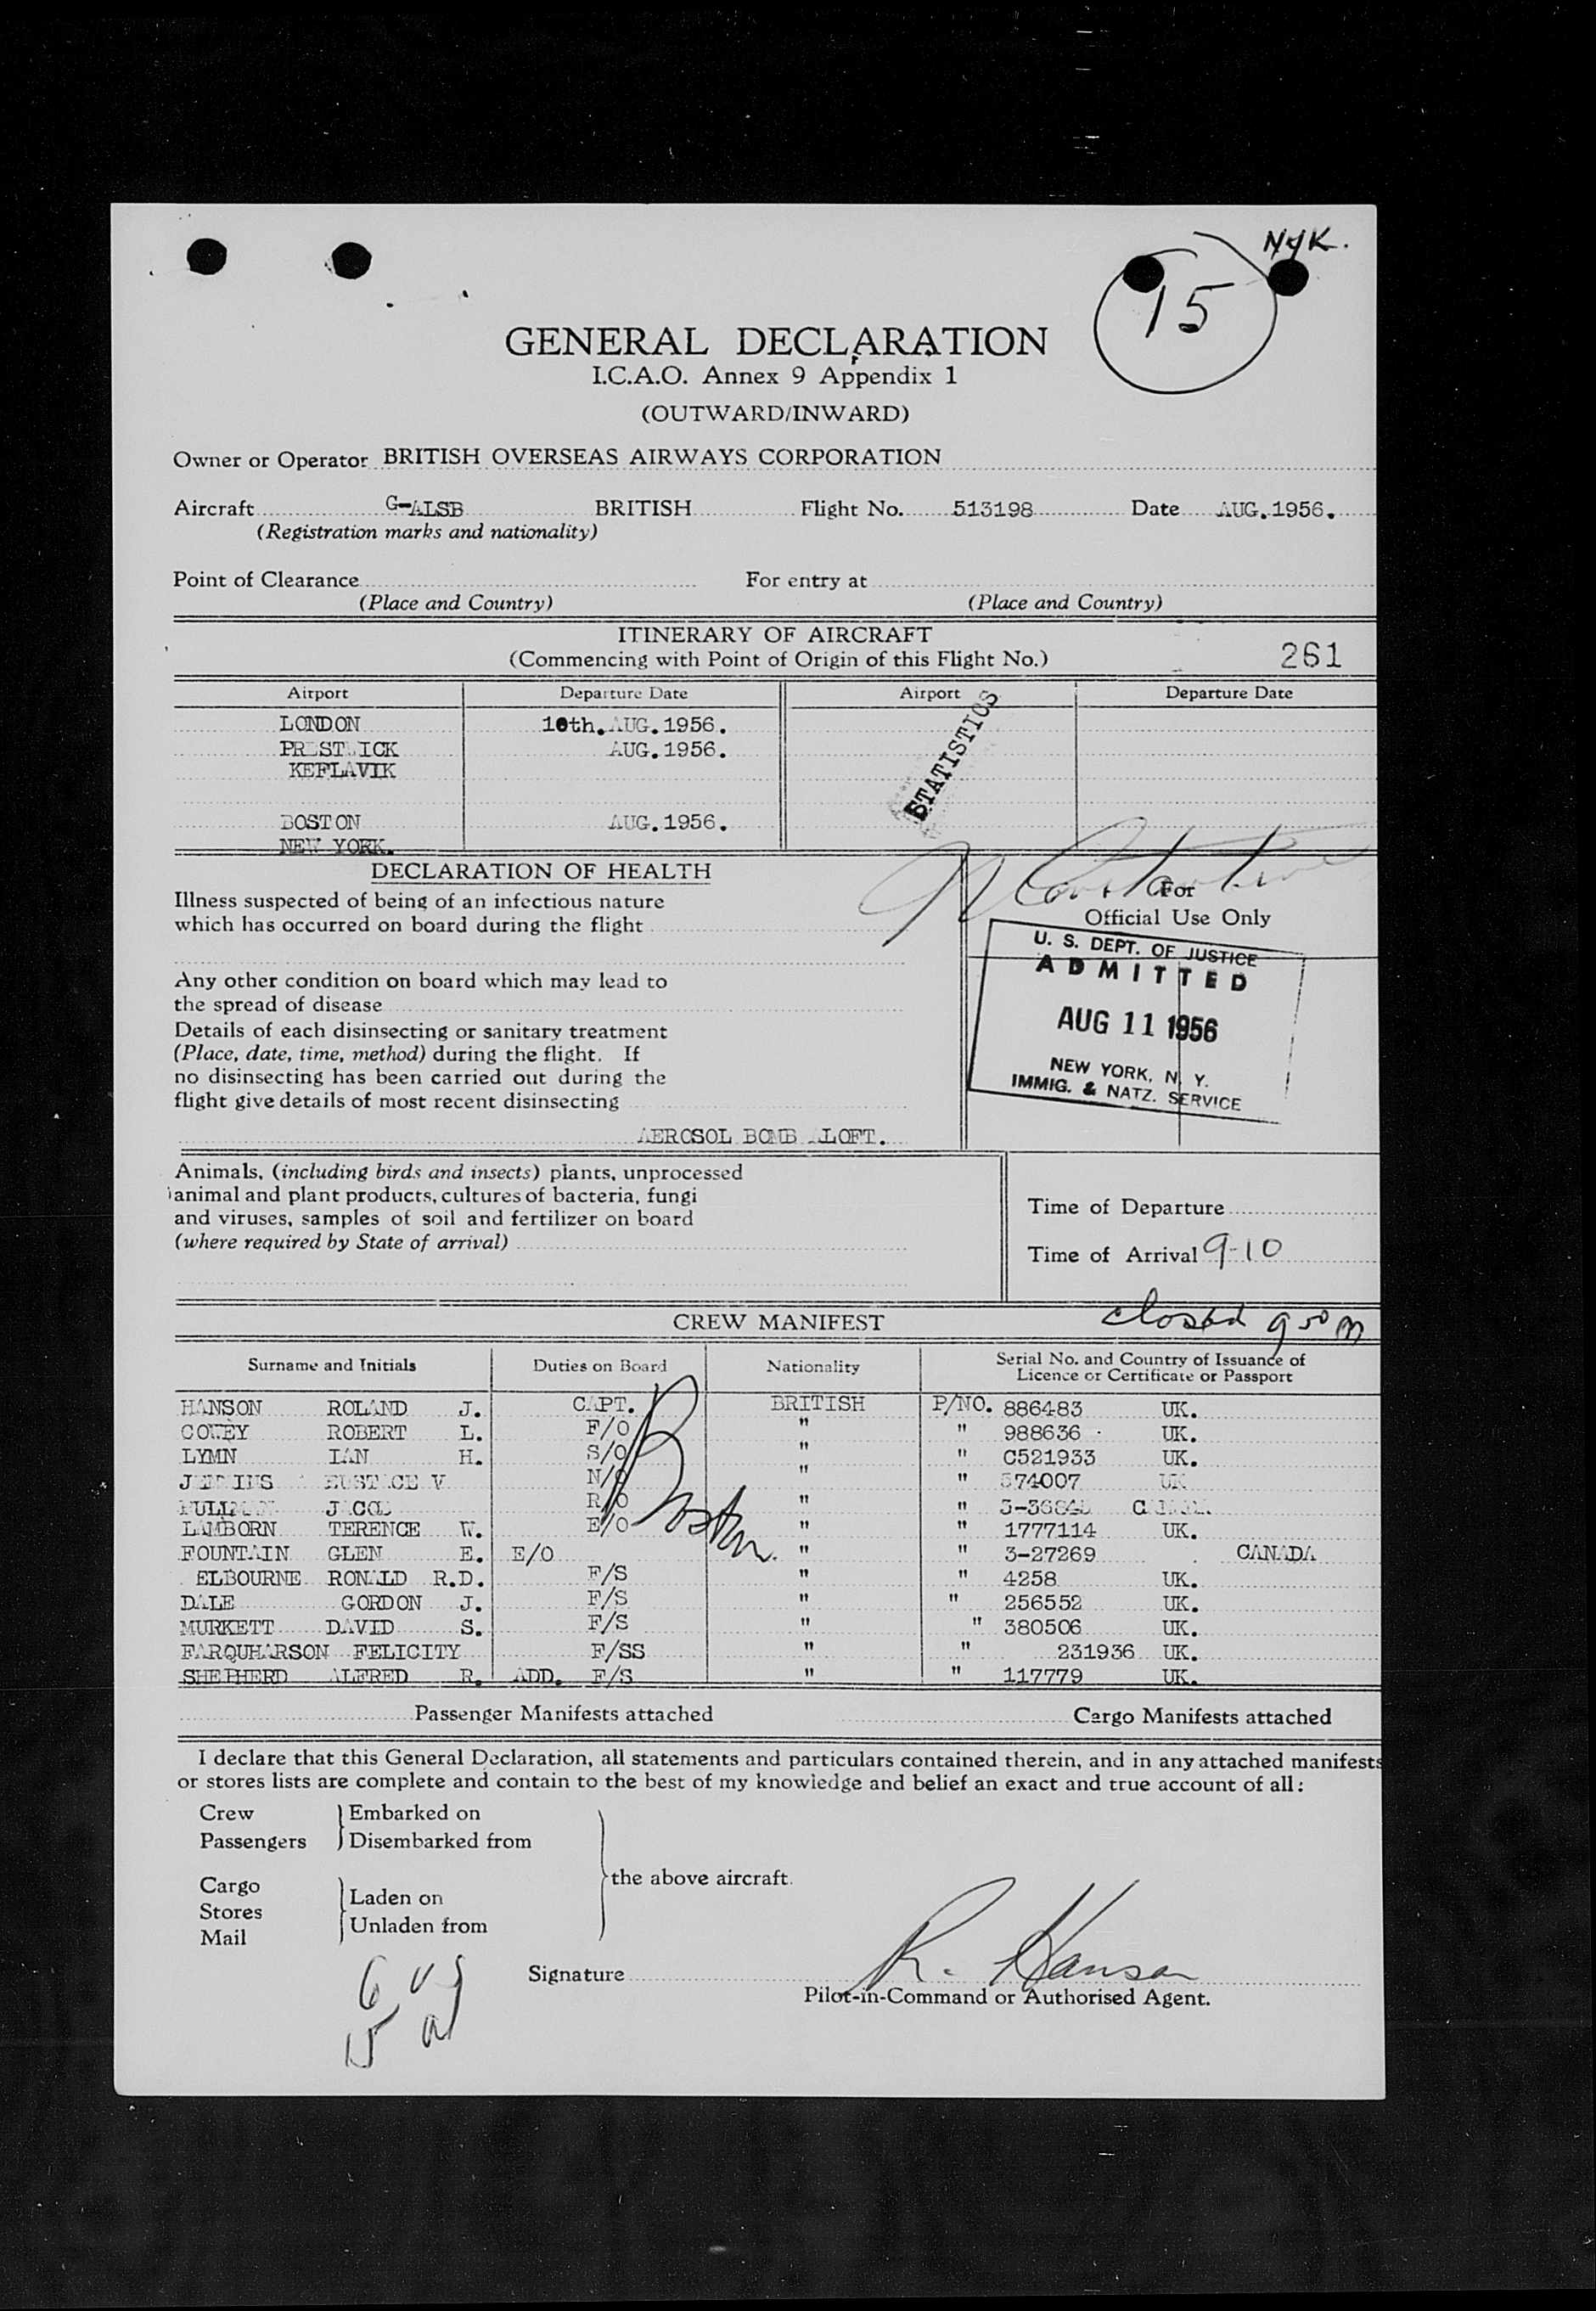 NYK.
15
GENERAL DECLARATION
I.C.A.O. Annex 9 Appendix 1
(OUTWARD/INWARD)
Owner or Operator BRITISH OVERSEAS AIRWAYS CORPORATION
Aircraft G-ALSB BRITISH Flight No. 513198 Date AUG.1956.
(Registration marks and nationality)
Point of Clearance For entry at
(Place and Country) (Place and Country)
ITINERARY OF AIRCRAFT
(Commencing with Point of Origin of this Flight No.) 261
Airport Departure Date Airport Departure Date
LONDON 10th.AUG.1956.
PRESTWICK AUG.1956.
KEFLAVIK
STATISTICS
BOSTON AUG.1956.
NEW YORK.
DECLARATION OF HEALTH
For
Official Use Only
Illness suspected of being of an infectious nature
which has occurred on board during the flight
U. S. DEPT. OF JUSTICE
ADMITTED
AUG 11 1956
NEW YORK, N. Y.
IMMIG. & NATZ. SERVICE
Any other condition on board which may lead to
the spread of disease
Details of each disinsecting or sanitary treatment
(Place, date, time, method) during the flight. If
no disinsecting has been carried out during the
flight give details of most recent disinsecting
AEROSOL BOMB ALOFT.
Animals, (including birds and insects) plants, unprocessed
animal and plant products, cultures of bacteria, fungi
and viruses, samples of soil and fertilizer on board
(where required by State of arrival)
Time of Departure
Time of Arrival 9-10
CREW MANIFEST closed 9 50
Surname and Initials Duties on Board Nationality Serial No. and Country of Issuance of
Licence or Certificate or Passport
HANSON ROLAND J. CAPT. BRITISH P/NO. 886483 UK.
COVEY ROBERT L. F/O " " 988636 UK.
LYMN IAN H. S/O " " C521933 UK.
EUSTACE V N/O " " 74007 UK
JACOB R/O " "
LAMBORN TERENCE W. E/O " " 1777114 UK.
FOUNTAIN GLEN E. E/O " " 3-27269 CANADA
ELBOURNE RONALD R.D. F/S " " 4258 UK.
DALE GORDON J. F/S " " 256552 UK.
MURKETT DAVID S. F/S " " 380506 UK.
FARQUHARSON FELICITY F/SS " " 231936 UK.
SHEPHERD ALFRED R. ADD. F/S " " 117779 UK.
Boston.
Passenger Manifests attached Cargo Manifests attached
I declare that this General Declaration, all statements and particulars contained therein, and in any attached manifests
or stores lists are complete and contain to the best of my knowledge and belief an exact and true account of all:
Crew Embarked on
Passengers Disembarked from
the above aircraft.
Cargo
Stores Laden on
Mail Unladen from
Signature R. Hanson
Pilot-in-Command or Authorised Agent.
6 US
15 al